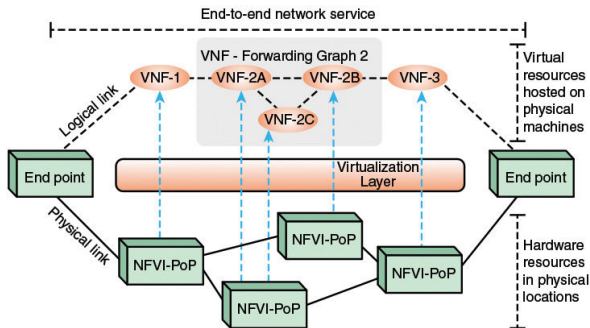 End-to-end network service
VNF - Forwarding Graph 2
VNF-1
VNF-2A
VNF-2B
VNF-3
VNF-2C
Logical link
Virtual
resources
hosted on
physical
machines
End point
Virtualization
Layer
End point
Physical link
NFVI-PoP
NFVI-PoP
NFVI-PoP
NFVI-PoP
Hardware
resources
in physical
locations